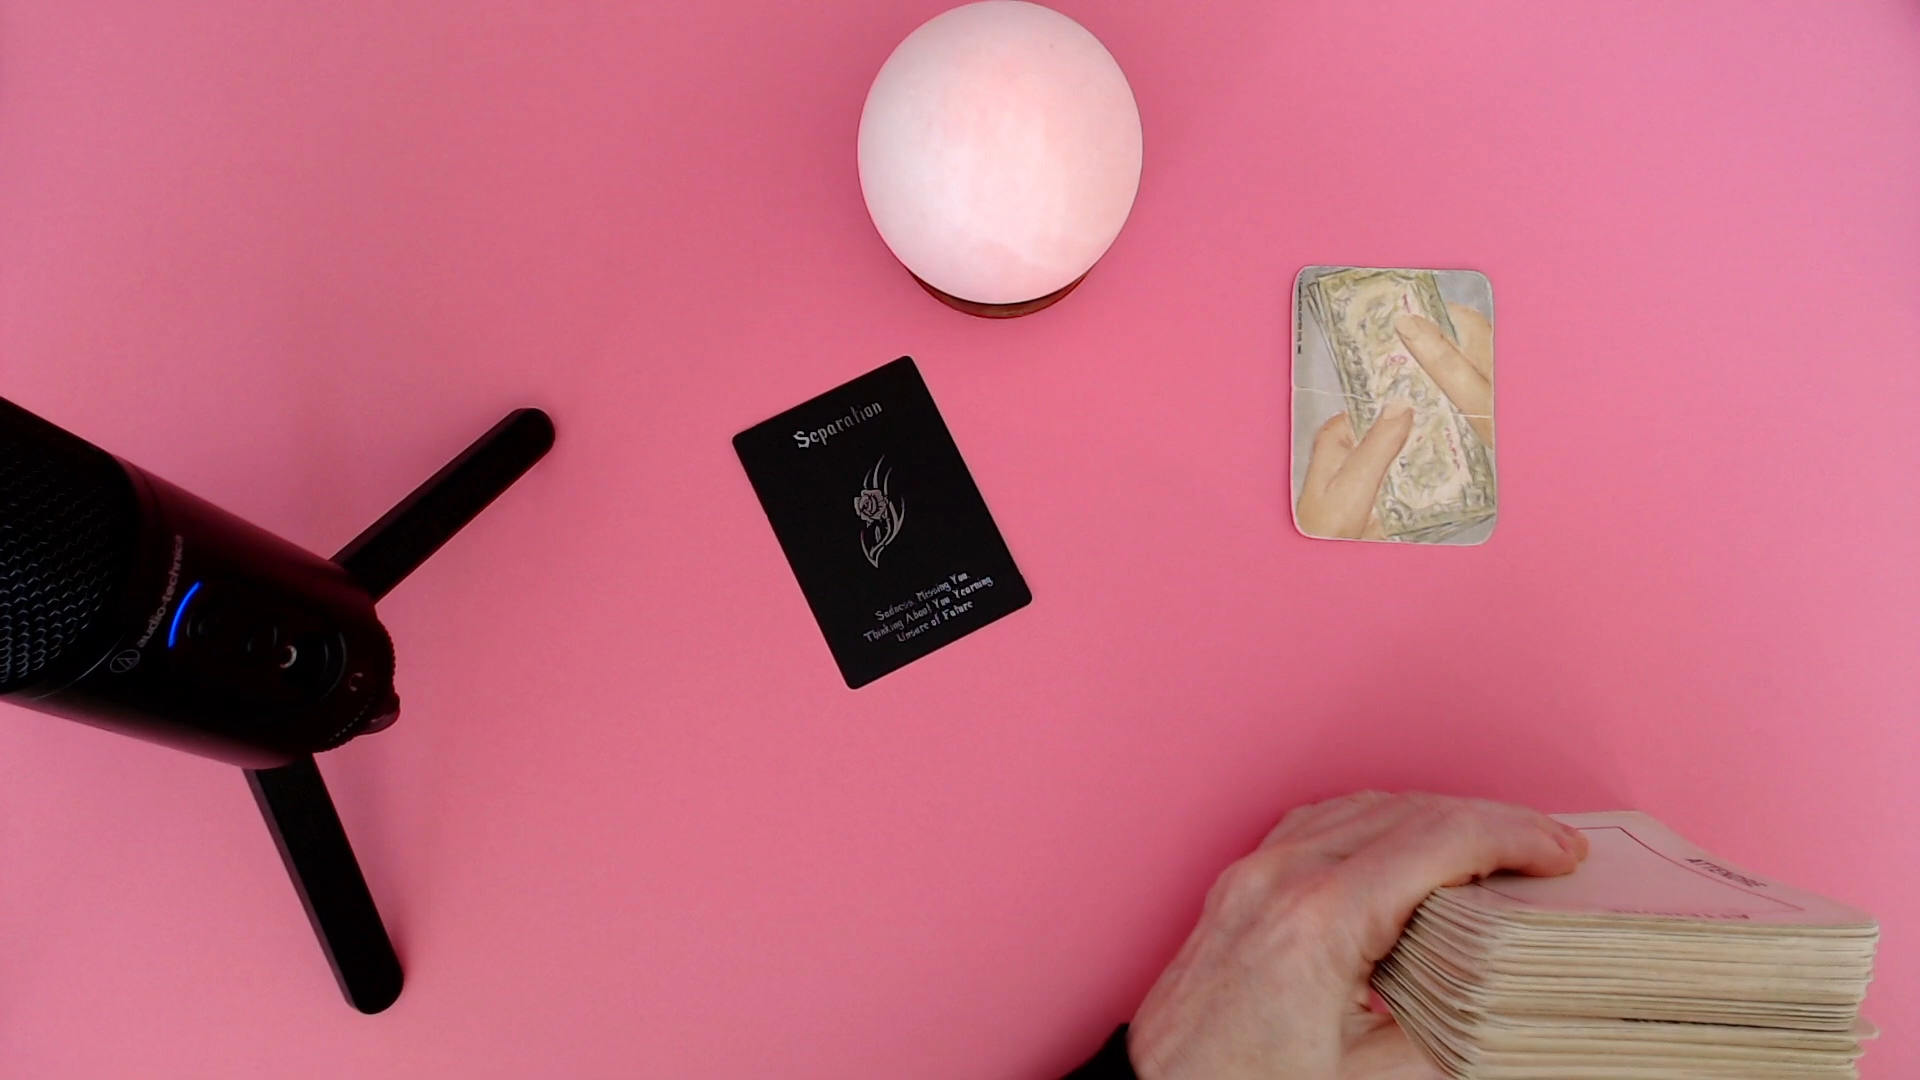 Separation
Sadness Missing You
Thinking About You Yearning
Unsure of Future
audio-technica